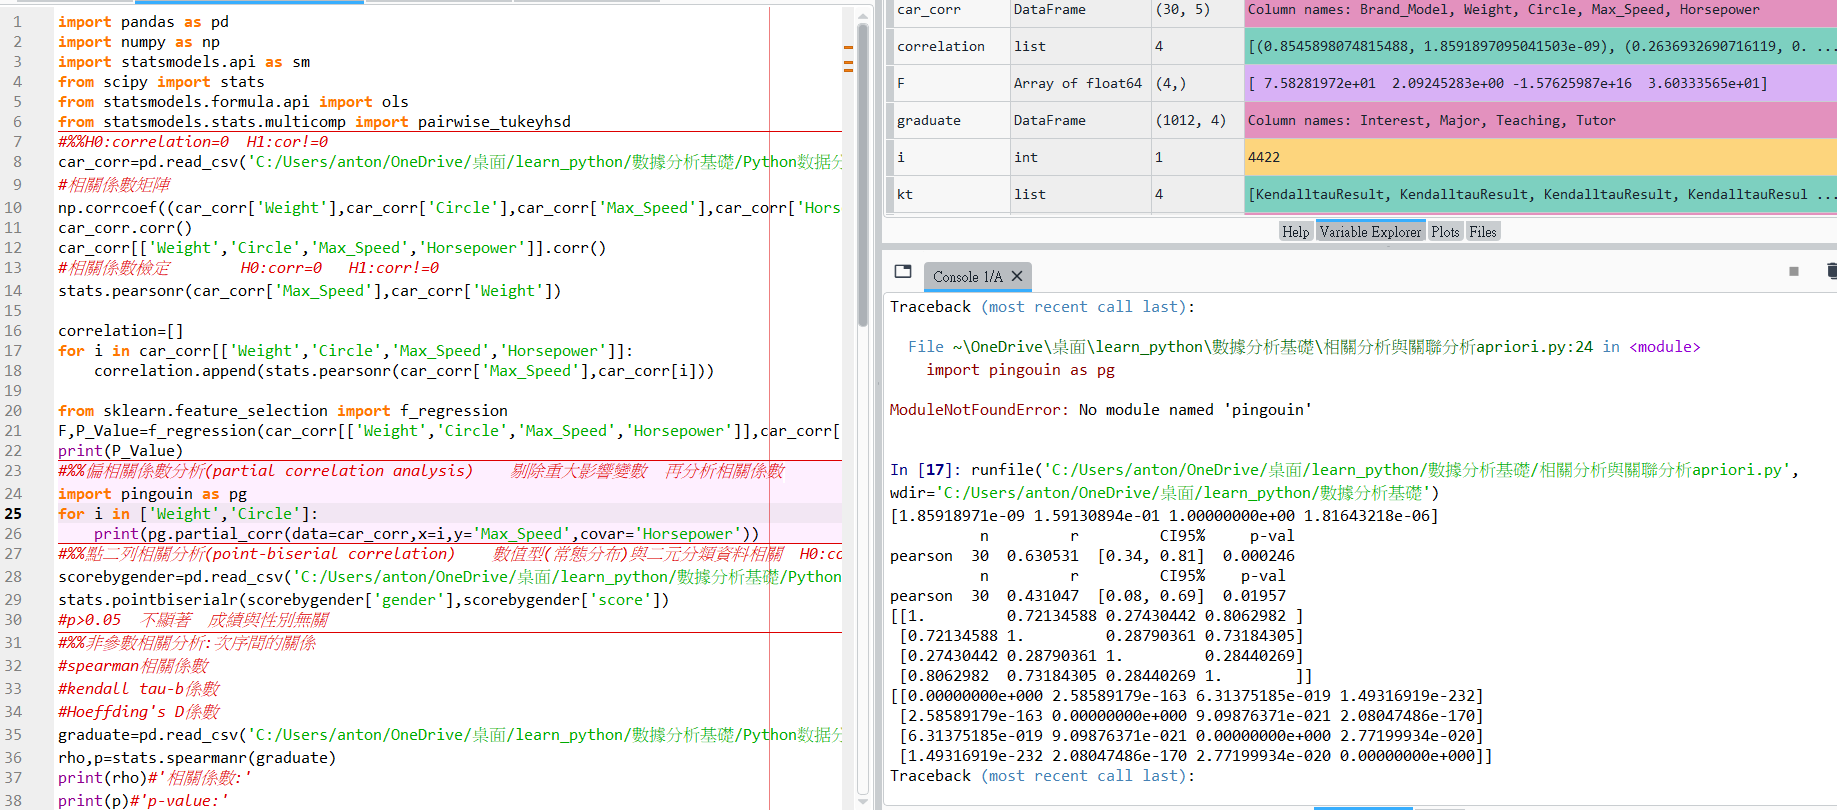 1 import pandas as pd
2 import numpy as np
3 import statsmodels.api as sm
4 from scipy import stats
5 from statsmodels.formula.api import ols
6 from statsmodels.stats.multicomp import pairwise_tukeyhsd
7 #%%H0:correlation=0 H1:cor!=0
8 car_corr=pd.read_csv('C:/Users/anton/OneDrive/桌面/learn_python/數據分析基礎/Python数据分
9 #相關係數矩陣
10 np.corrcoef((car_corr['Weight'],car_corr['Circle'],car_corr['Max_Speed'],car_corr['Hors
11 car_corr.corr()
12 car_corr[['Weight','Circle','Max_Speed','Horsepower']].corr()
13 #相關係數檢定 H0:corr=0 H1:corr!=0
14 stats.pearsonr(car_corr['Max_Speed'],car_corr['Weight'])
15
16 correlation=[]
17 for i in car_corr[['Weight','Circle','Max_Speed','Horsepower']]:
18 correlation.append(stats.pearsonr(car_corr['Max_Speed'],car_corr[i]))
19
20 from sklearn.feature_selection import f_regression
21 F,P_Value=f_regression(car_corr[['Weight','Circle','Max_Speed','Horsepower']],car_corr[
22 print(P_Value)
23 #%%偏相關係數分析(partial correlation analysis) 剔除重大影響變數 再分析相關係數
24 import pingouin as pg
25 for i in ['Weight','Circle']:
26 print(pg.partial_corr(data=car_corr,x=i,y='Max_Speed',covar='Horsepower'))
27 #%%點二列相關分析(point-biserial correlation) 數值型(常態分布)與二元分類資料相關 H0:co
28 scorebygender=pd.read_csv('C:/Users/anton/OneDrive/桌面/learn_python/數據分析基礎/Python
29 stats.pointbiserialr(scorebygender['gender'],scorebygender['score'])
30 #p>0.05 不顯著 成績與性別無關
31 #%%非參數相關分析:次序間的關係
32 #spearman相關係數
33 #kendall tau-b係數
34 #Hoeffding's D係數
35 graduate=pd.read_csv('C:/Users/anton/OneDrive/桌面/learn_python/數據分析基礎/Python数据分
36 rho,p=stats.spearmanr(graduate)
37 print(rho)#'相關係數:'
38 print(p)#'p-value:'
car_corr DataFrame (30, 5) Column names: Brand_Model, Weight, Circle, Max_Speed, Horsepower
correlation list 4 [(0.8545898074815488, 1.8591897095041503e-09), (0.2636932690716119, 0. ...
F Array of float64 (4,) [ 7.58281972e+01 2.09245283e+00 -1.57625987e+16 3.60333565e+01]
graduate DataFrame (1012, 4) Column names: Interest, Major, Teaching, Tutor
i int 1 4422
kt list 4 [KendalltauResult, KendalltauResult, KendalltauResult, KendalltauResul ...
Help Variable Explorer Plots Files
Console 1/A
Traceback (most recent call last):
File ~\OneDrive\桌面\learn_python\數據分析基礎\相關分析與關聯分析apriori.py:24 in <module>
import pingouin as pg
ModuleNotFoundError: No module named 'pingouin'
In [17]: runfile('C:/Users/anton/OneDrive/桌面/learn_python/數據分析基礎/相關分析與關聯分析apriori.py',
wdir='C:/Users/anton/OneDrive/桌面/learn_python/數據分析基礎')
[1.85918971e-09 1.59130894e-01 1.00000000e+00 1.81643218e-06]
n r CI95% p-val
pearson 30 0.630531 [0.34, 0.81] 0.000246
n r CI95% p-val
pearson 30 0.431047 [0.08, 0.69] 0.01957
[[1. 0.72134588 0.27430442 0.8062982 ]
[0.72134588 1. 0.28790361 0.73184305]
[0.27430442 0.28790361 1. 0.28440269]
[0.8062982 0.73184305 0.28440269 1. ]]
[[0.00000000e+000 2.58589179e-163 6.31375185e-019 1.49316919e-232]
[2.58589179e-163 0.00000000e+000 9.09876371e-021 2.08047486e-170]
[6.31375185e-019 9.09876371e-021 0.00000000e+000 2.77199934e-020]
[1.49316919e-232 2.08047486e-170 2.77199934e-020 0.00000000e+000]]
Traceback (most recent call last):